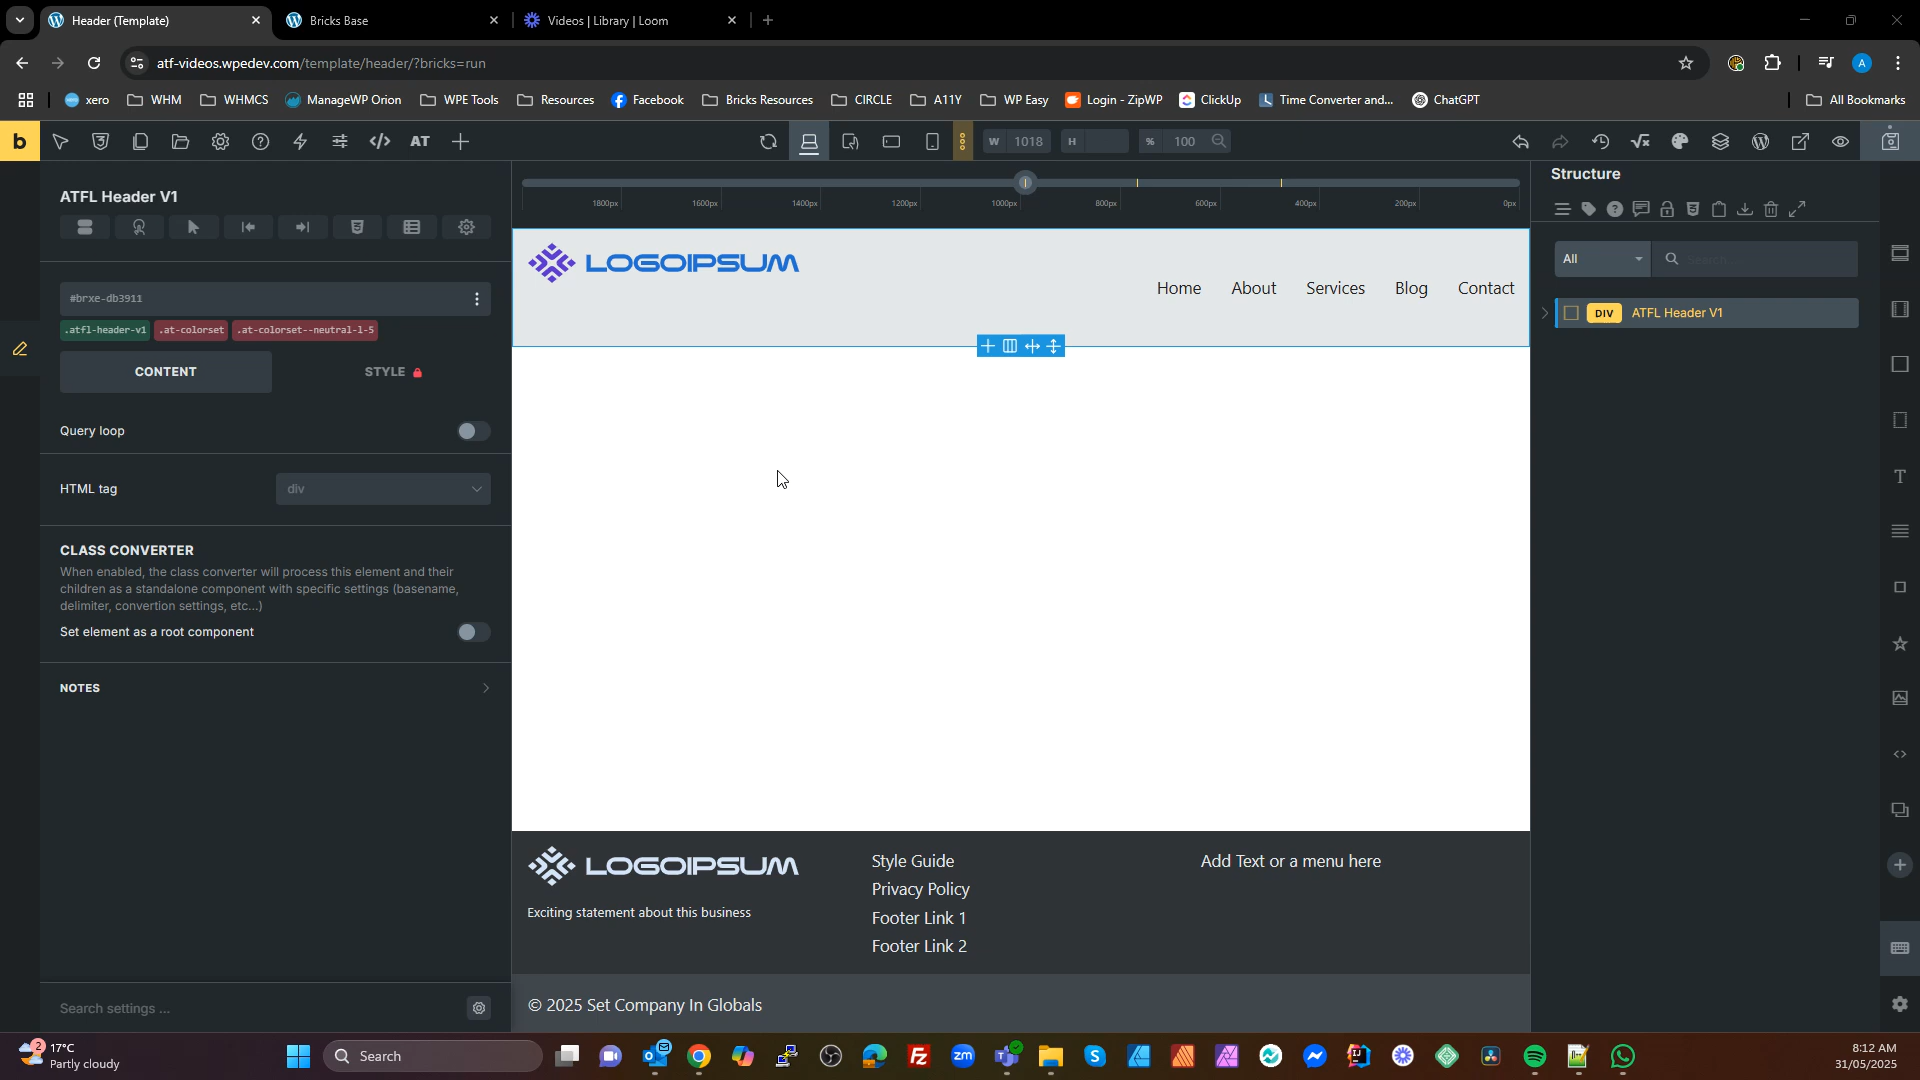 Header (Template)
Bricks Base
Videos | Library | Loom
atf-videos.wpedev.com/template/header/?bricks=run
xero
WHM
WHMCS
ManageWP Orion
WPE Tools
Resources
Facebook
Bricks Resources
CIRCLE
A11Y
WP Easy
Login - ZipWP
ClickUp
Time Converter and...
ChatGPT
All Bookmarks
b
AT
W 1018
H
% 100
ATFL Header V1
#brxe-db3911
.atfl-header-v1
.at-colorset
.at-colorset--neutral-l-5
CONTENT
STYLE
Query loop
HTML tag
div
CLASS CONVERTER
When enabled, the class converter will process this element and their
children as a standalone component with specific settings (basename,
delimiter, convertion settings, etc...)
Set element as a root component
NOTES
Search settings ...
1800px
1600px
1400px
1200px
1000px
800px
600px
400px
200px
0px
LOGOIPSUM
Home
About
Services
Blog
Contact
LOGOIPSUM
Exciting statement about this business
Style Guide
Privacy Policy
Footer Link 1
Footer Link 2
Add Text or a menu here
© 2025 Set Company In Globals
Structure
All
Search...
DIV
ATFL Header V1
2
17°C
Partly cloudy
Search
8:12 AM
31/05/2025